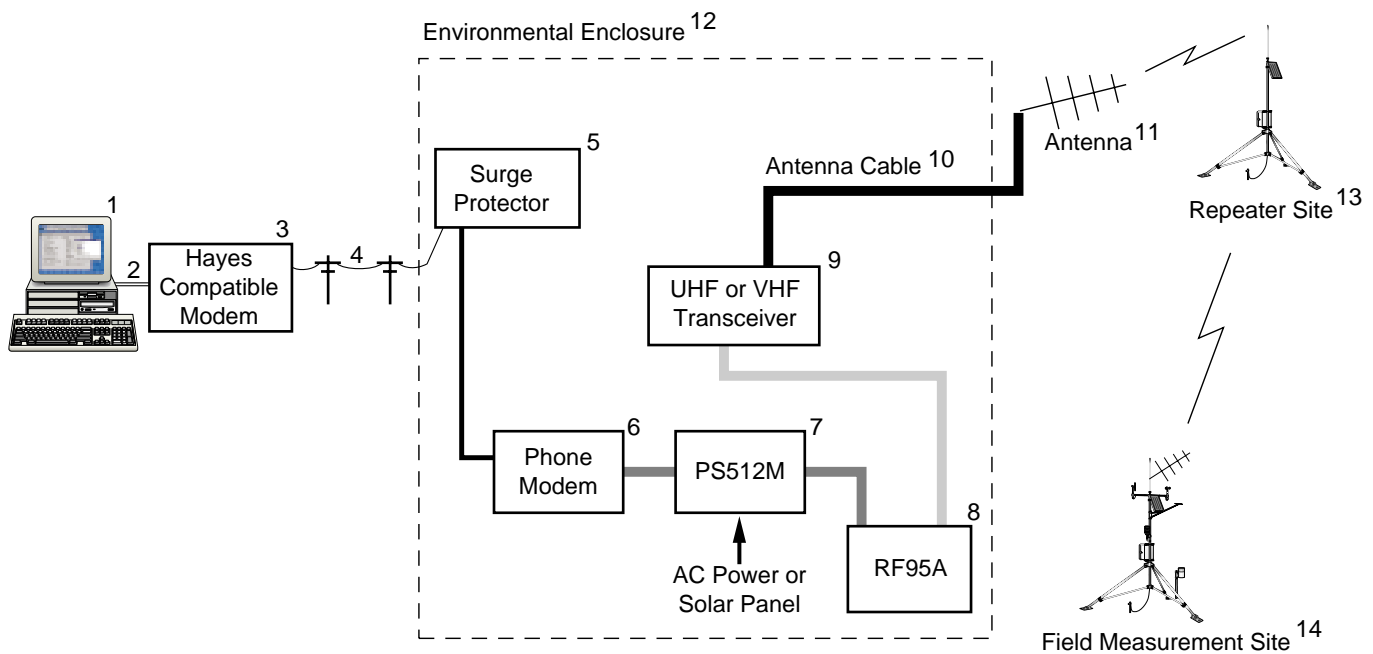 Environmental Enclosure 12
1
2
3
Hayes
Compatible
Modem
4
5
Surge
Protector
6
Phone
Modem
7
PS512M
AC Power or
Solar Panel
8
RF95A
9
UHF or VHF
Transceiver
Antenna Cable 10
Antenna 11
Repeater Site 13
Field Measurement Site 14